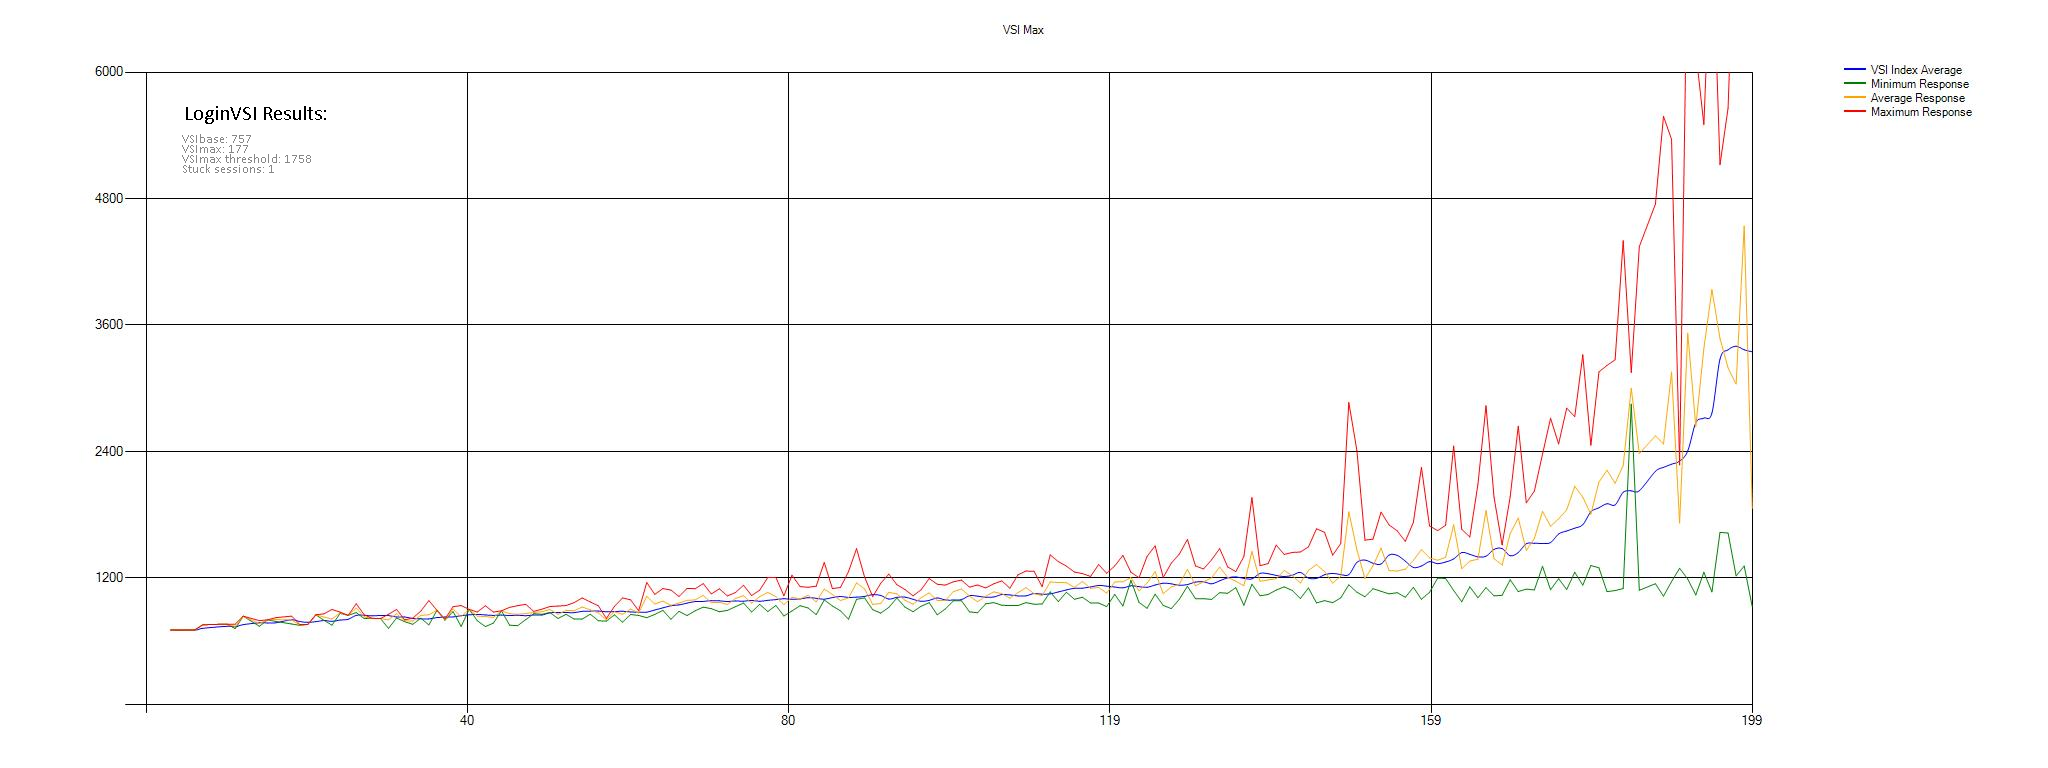 VSI Max
6000
4800
3600
2400
1200
LoginVSI Results:
VSIbase: 757
VSImax: 177
VSImax threshold: 1758
Stuck sessions: 1
40
80
119
159
199
VSI Index Average
Minimum Response
Average Response
Maximum Response